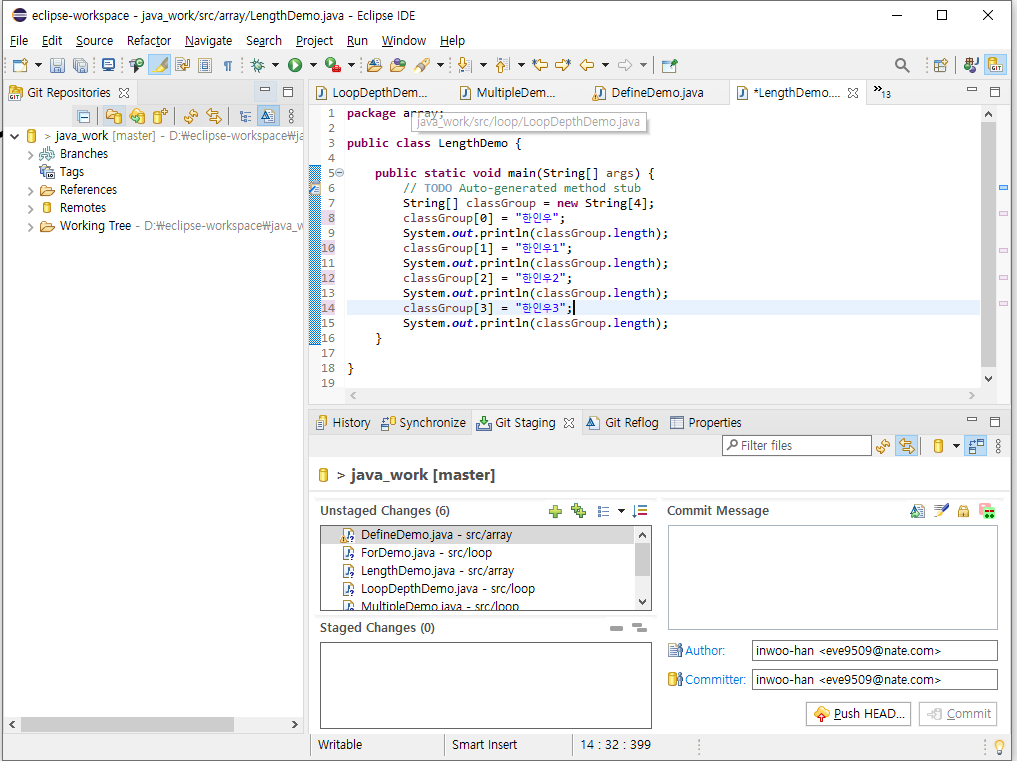 eclipse-workspace - java_work/src/array/LengthDemo.java - Eclipse IDE
File Edit Source Refactor Navigate Search Project Run Window Help
Git Repositories
> java_work [master] - D:₩eclipse-workspace₩ja
Branches
Tags
References
Remotes
Working Tree - D:₩eclipse-workspace₩java_w
LoopDepthDem... MultipleDem... DefineDemo.java *LengthDemo.... »13
1 package array;
java_work/src/loop/LoopDepthDemo.java
2
3 public class LengthDemo {
4
5 public static void main(String[] args) {
6 // TODO Auto-generated method stub
7 String[] classGroup = new String[4];
8 classGroup[0] = "한인우";
9 System.out.println(classGroup.length);
10 classGroup[1] = "한인우1";
11 System.out.println(classGroup.length);
12 classGroup[2] = "한인우2";
13 System.out.println(classGroup.length);
14 classGroup[3] = "한인우3";
15 System.out.println(classGroup.length);
16 }
17
18 }
19
History Synchronize Git Staging Git Reflog Properties
Filter files
> java_work [master]
Unstaged Changes (6)
DefineDemo.java - src/array
ForDemo.java - src/loop
LengthDemo.java - src/array
LoopDepthDemo.java - src/loop
MultipleDemo.java - src/loop
Staged Changes (0)
Commit Message
Author: inwoo-han <eve9509@nate.com>
Committer: inwoo-han <eve9509@nate.com>
Push HEAD... Commit
Writable Smart Insert 14 : 32 : 399